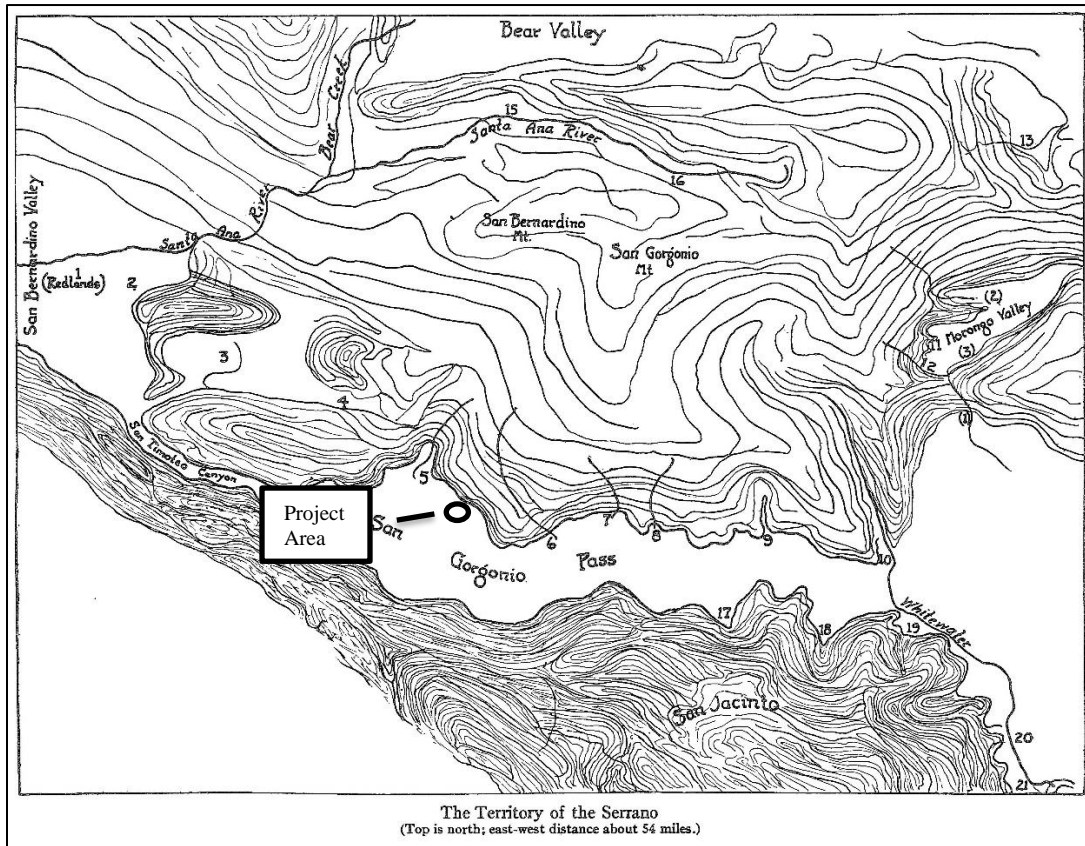 Bear Valley
Bear Creek
15
Santa Ana River
13
16
San Bernardino
Mt.
San Gorgonio
Mt
Santa Ana River
San Bernardino Valley
1
(Redlands)
2
(2)
11
Morongo Valley
(3)
12
3
4
(1)
San Timoteo Canyon
5
Project
Area
San
Gorgonio Pass
6
7
8
9
10
Whitewater
17
18
19
San Jacinto
20
21
The Territory of the Serrano
(Top is north; east-west distance about 54 miles.)